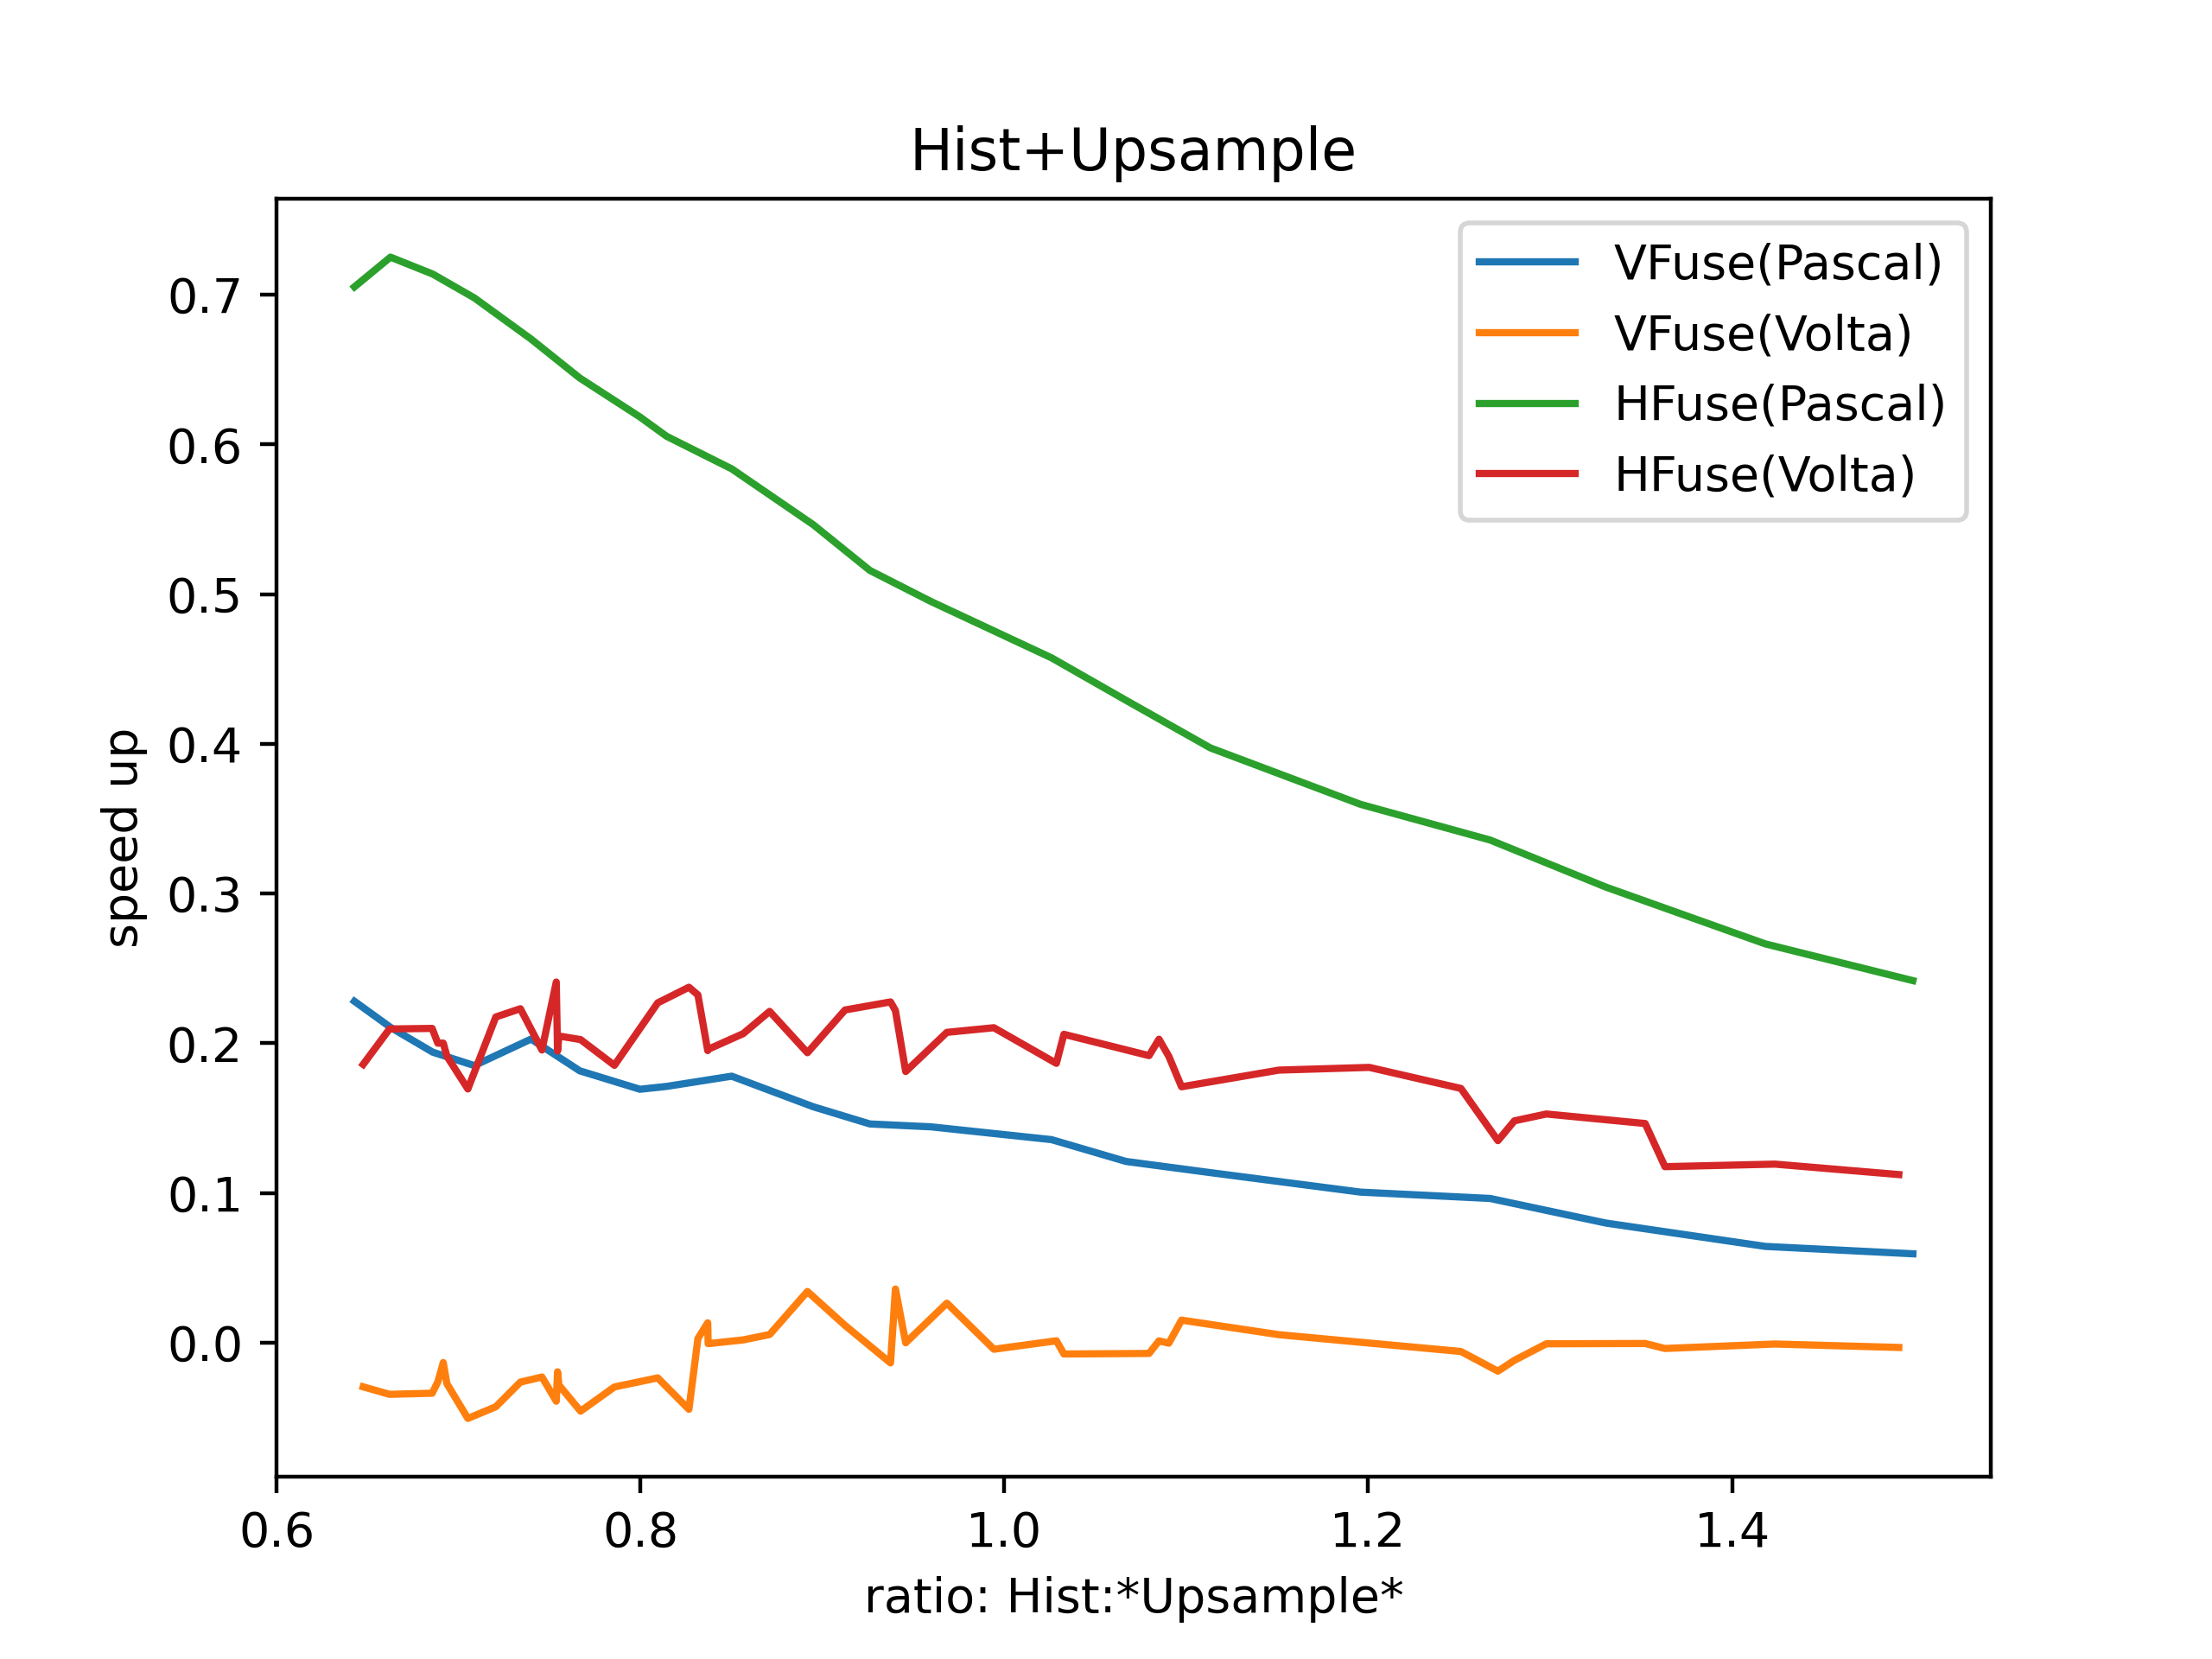 Hist+Upsample
VFuse(Pascal)
VFuse(Volta)
HFuse(Pascal)
HFuse(Volta)
speed up
0.7
0.6
0.5
0.4
0.3
0.2
0.1
0.0
0.6 0.8 1.0 1.2 1.4
ratio: Hist:*Upsample*